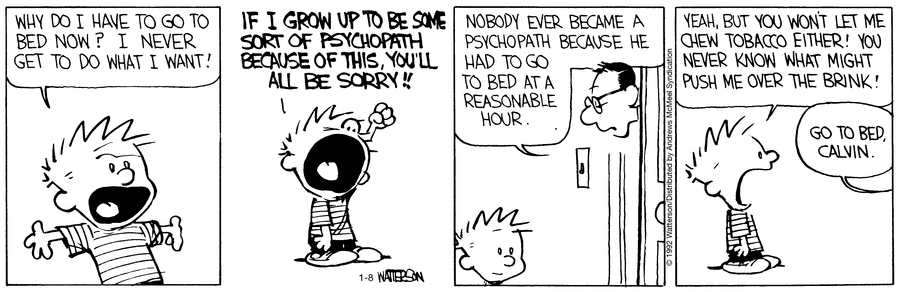 WHY DO I HAVE TO GO TO
BED NOW? I NEVER
GET TO DO WHAT I WANT!
IF I GROW UP TO BE SOME
SORT OF PSYCHOPATH
BECAUSE OF THIS, YOU'LL
ALL BE SORRY!!
1-8 WATTERSON
NOBODY EVER BECAME A
PSYCHOPATH BECAUSE HE
HAD TO GO
TO BED AT A
REASONABLE
HOUR.
© 1992 Watterson/Distributed by Andrews McMeel Syndication
YEAH, BUT YOU WON'T LET ME
CHEW TOBACCO EITHER! YOU
NEVER KNOW WHAT MIGHT
PUSH ME OVER THE BRINK!
GO TO BED,
CALVIN.